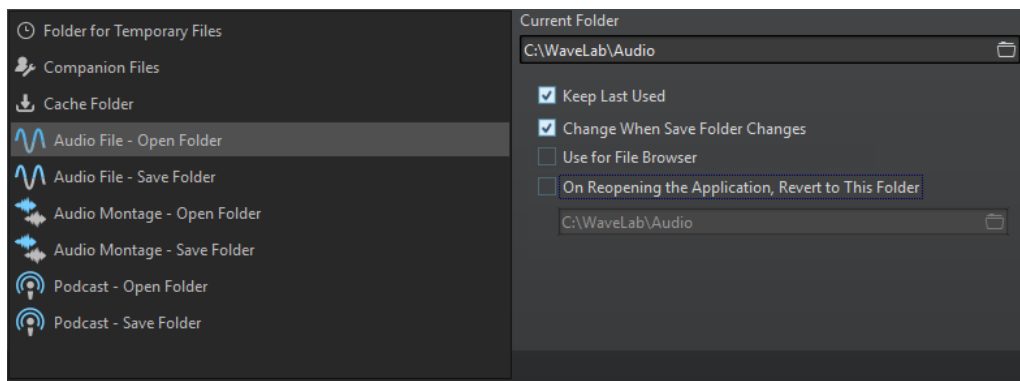 Folder for Temporary Files
Companion Files
Cache Folder
Audio File - Open Folder
Audio File - Save Folder
Audio Montage - Open Folder
Audio Montage - Save Folder
Podcast - Open Folder
Podcast - Save Folder
Current Folder
C:\WaveLab\Audio
Keep Last Used
Change When Save Folder Changes
Use for File Browser
On Reopening the Application, Revert to This Folder
C:\WaveLab\Audio